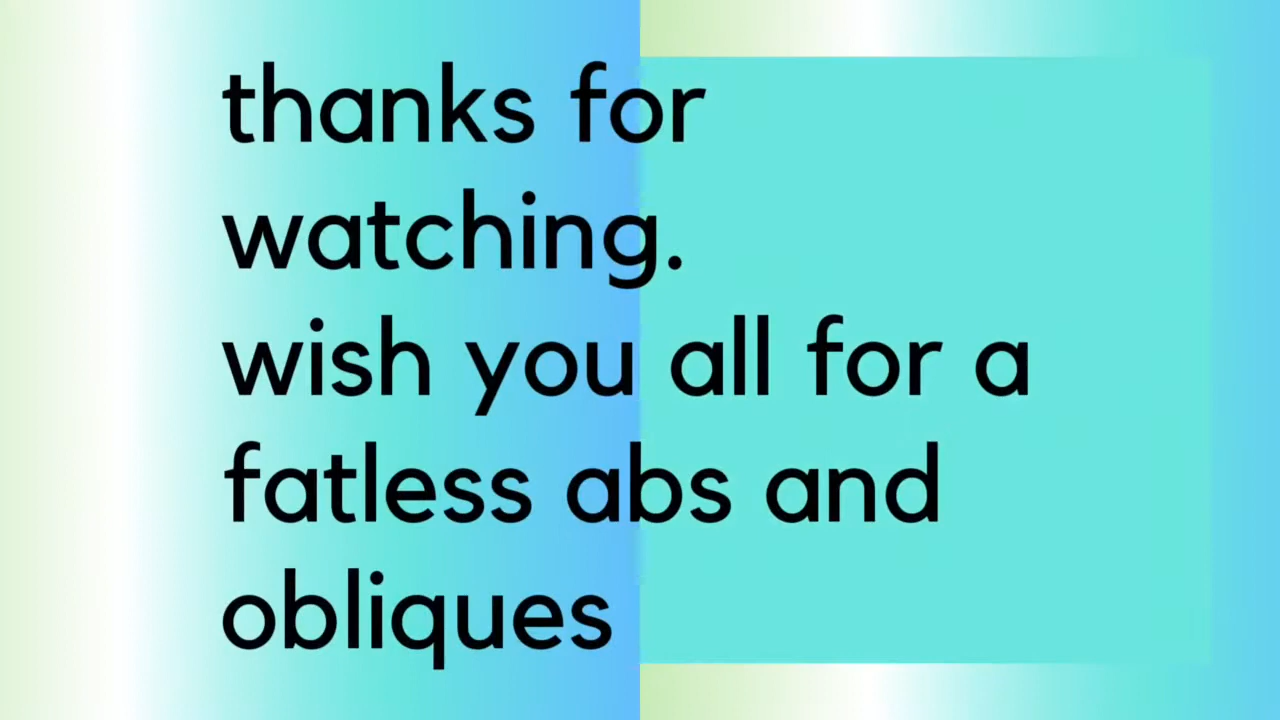 thanks for
watching.
wish you all for a
fatless abs and
obliques